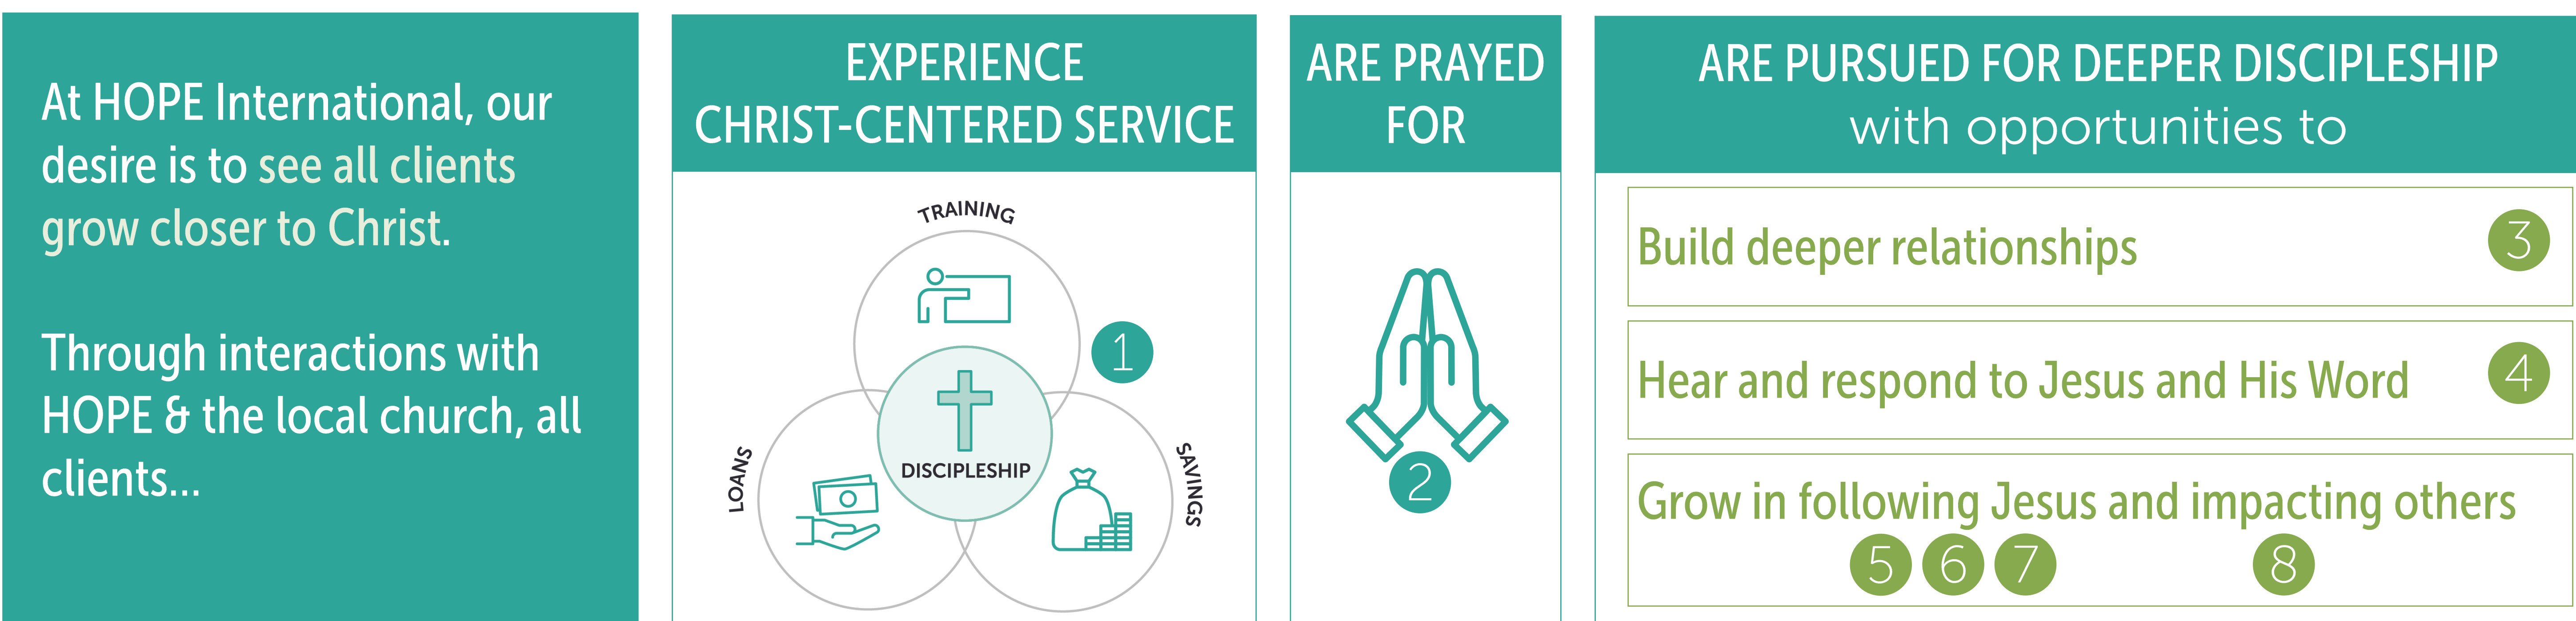 At HOPE International, our
desire is to see all clients
grow closer to Christ.
Through interactions with
HOPE & the local church, all
clients...
EXPERIENCE
CHRIST-CENTERED SERVICE
TRAINING
1
DISCIPLESHIP
LOANS
SAVINGS
ARE PRAYED
FOR
2
ARE PURSUED FOR DEEPER DISCIPLESHIP
with opportunities to
Build deeper relationships
3
Hear and respond to Jesus and His Word
4
Grow in following Jesus and impacting others
5 6 7 8